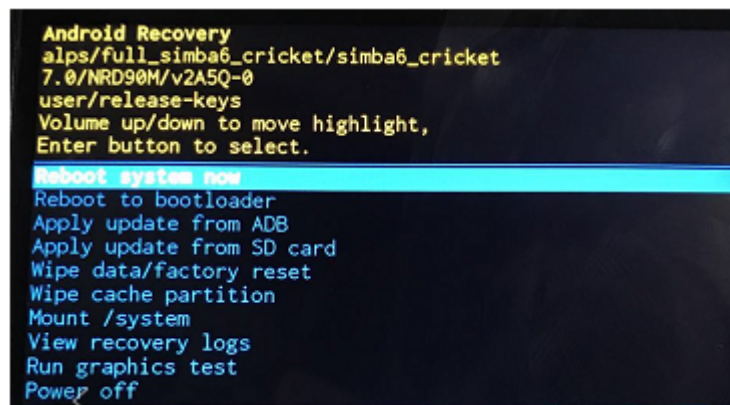 Android Recovery
alps/full_simba6_cricket/simba6_cricket
7.0/NRD90M/v2A5Q-0
user/release-keys
Volume up/down to move highlight,
Enter button to select.
Reboot system now
Reboot to bootloader
Apply update from ADB
Apply update from SD card
Wipe data/factory reset
Wipe cache partition
Mount /system
View recovery logs
Run graphics test
Power off